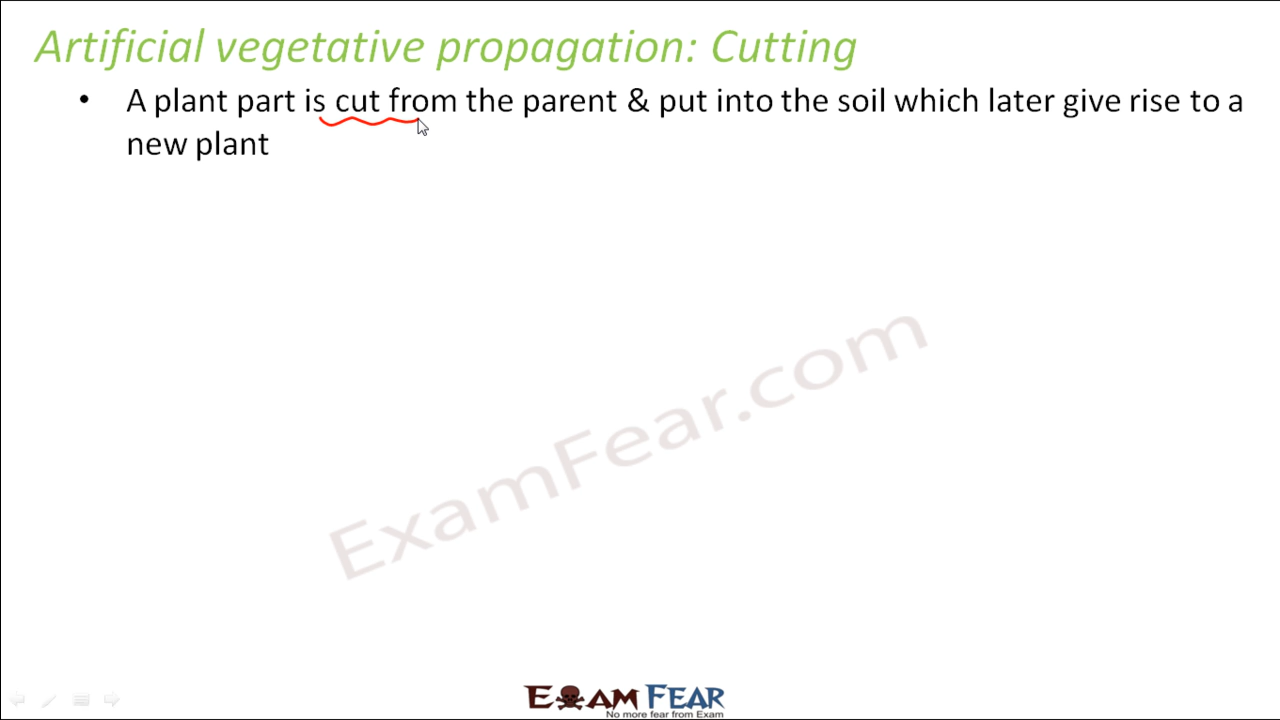 Artificial vegetative propagation: Cutting
• A plant part is cut from the parent & put into the soil which later give rise to a
new plant
ExamFear.com
EXAM FEAR
No more fear from Exam